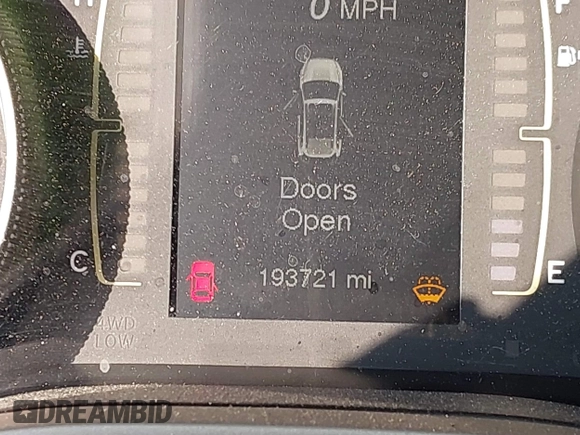 H
0 MPH
F
Doors
Open
C
193721 mi
E
4WD
LOW
DREAMBID